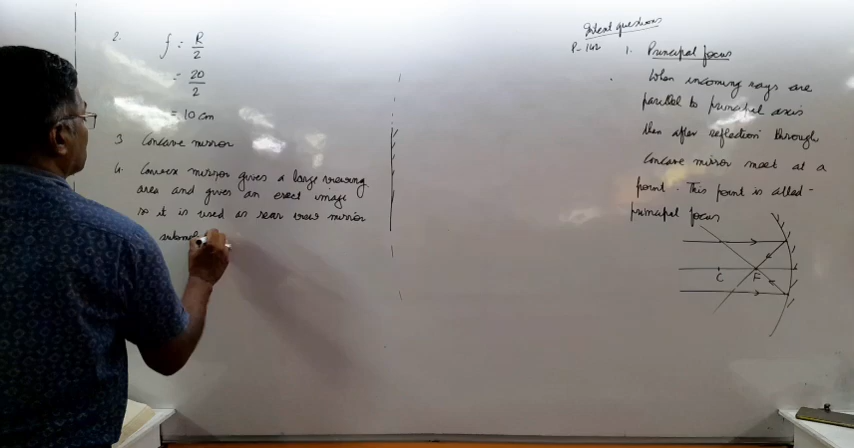 Intext questions
P-142 1. Principal focus
When incoming rays are
parallel to principal axis
then after reflection through
Concave mirror meet at a
point. This point is called-
principal focus
C F
2. f = R/2
= 20/2
= 10 cm
3 Concave mirror
4. Convex mirror gives a large viewing
area and gives an erect image
so it is used as rear view mirror